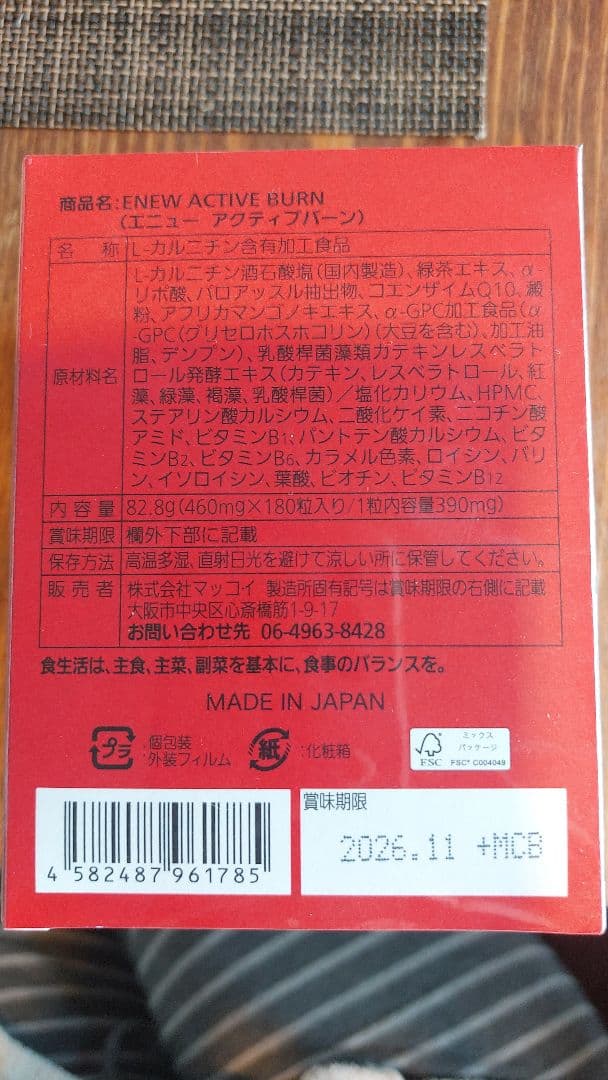 商品名:ENEW ACTIVE BURN
(エニュー アクティブバーン)
名 称 L-カルニチン含有加工食品
原材料名 L-カルニチン酒石酸塩(国内製造)、緑茶エキス、α-
リポ酸、バロアッスル抽出物、コエンザイムQ10、澱
粉、アフリカマンゴノキエキス、α-GPC加工食品(α
-GPC(グリセロホスホコリン)(大豆を含む)、加工油
脂、デンプン)、乳酸桿菌藻類カテキンレスベラト
ロール発酵エキス(カテキン、レスベラトロール、紅
藻、緑藻、褐藻、乳酸桿菌)/塩化カリウム、HPMC、
ステアリン酸カルシウム、二酸化ケイ素、ニコチン酸
アミド、ビタミンB1、パントテン酸カルシウム、ビタ
ミンB2、ビタミンB6、カラメル色素、ロイシン、バリ
ン、イソロイシン、葉酸、ビオチン、ビタミンB12
内 容 量 82.8g(460mg×180粒入り/1粒内容量390mg)
賞味期限 欄外下部に記載
保存方法 高温多湿、直射日光を避けて涼しい所に保管してください。
販 売 者 株式会社マッコイ 製造所固有記号は賞味期限の右側に記載
大阪市中央区心斎橋筋1-9-17
お問い合わせ先 06-4963-8428
食生活は、主食、主菜、副菜を基本に、食事のバランスを。
MADE IN JAPAN
プラ :個包装
:外装フィルム
紙 :化粧箱
ミックス
パッケージ
FSC FSC® C004049
賞味期限
2026.11 +MCB
4 582487 961785